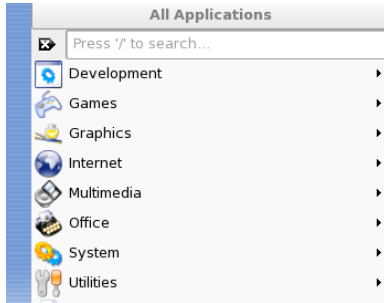 All Applications
Press '/' to search...
Development
Games
Graphics
Internet
Multimedia
Office
System
Utilities